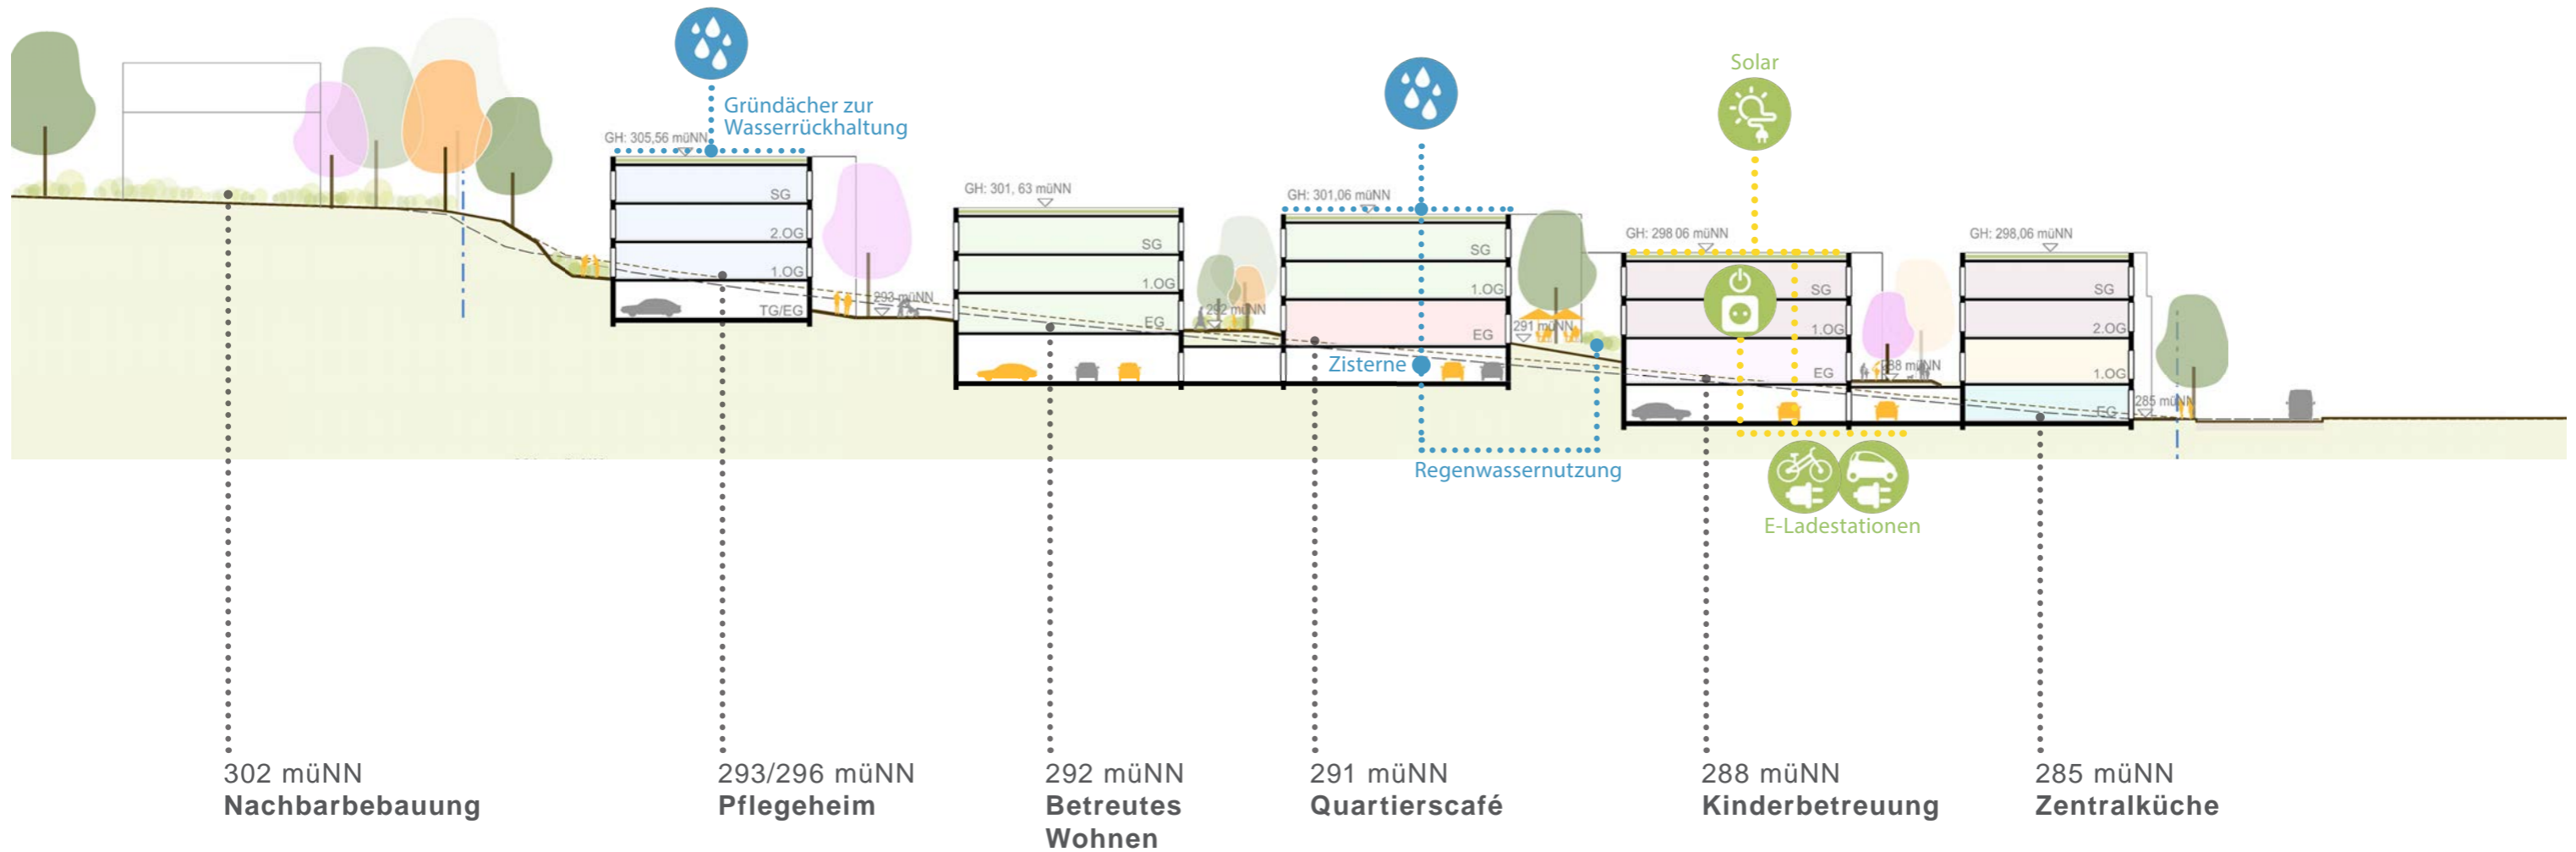 Solar
Gründächer zur
Wasserrückhaltung
GH: 305,56 müNN
SG
2.OG
1.OG
TG/EG
293 müNN
GH: 301, 63 müNN
SG
1.OG
EG
292 müNN
GH: 301,06 müNN
SG
1.OG
EG
Zisterne
291 müNN
Regenwassernutzung
GH: 298 06 müNN
SG
1.OG
EG
288 müNN
E-Ladestationen
GH: 298,06 müNN
SG
2.OG
1.OG
EG
285 müNN
302 müNN
Nachbarbebauung
293/296 müNN
Pflegeheim
292 müNN
Betreutes
Wohnen
291 müNN
Quartierscafé
288 müNN
Kinderbetreuung
285 müNN
Zentralküche